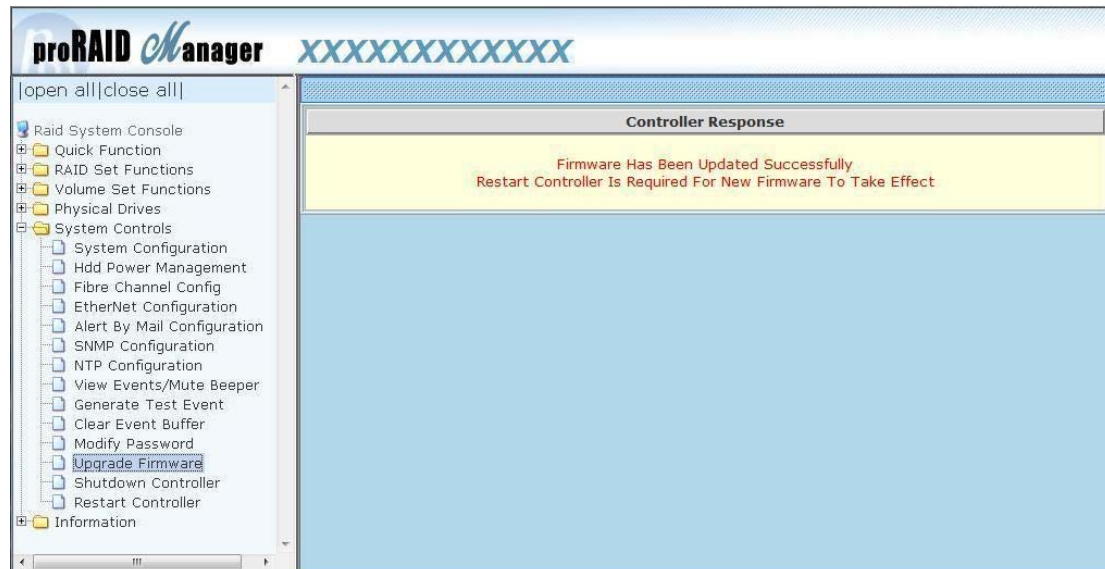 proRAID Manager XXXXXXXXXXXX
|open all|close all|
Raid System Console
Quick Function
RAID Set Functions
Volume Set Functions
Physical Drives
System Controls
System Configuration
Hdd Power Management
Fibre Channel Config
EtherNet Configuration
Alert By Mail Configuration
SNMP Configuration
NTP Configuration
View Events/Mute Beeper
Generate Test Event
Clear Event Buffer
Modify Password
Upgrade Firmware
Shutdown Controller
Restart Controller
Information
Controller Response
Firmware Has Been Updated Successfully
Restart Controller Is Required For New Firmware To Take Effect